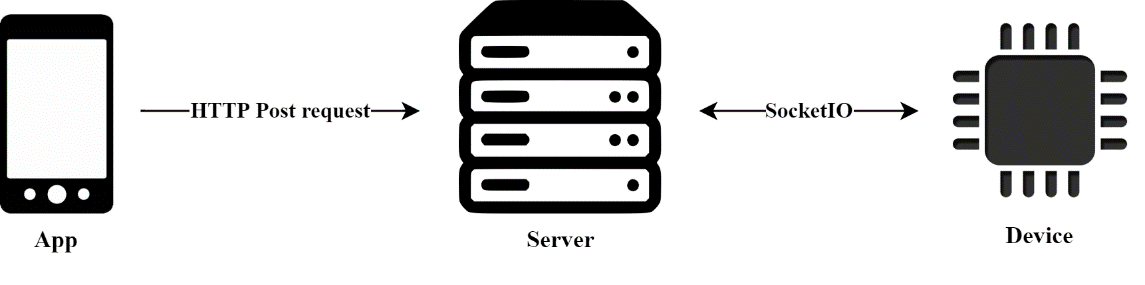 HTTP Post request
SocketIO
App
Server
Device